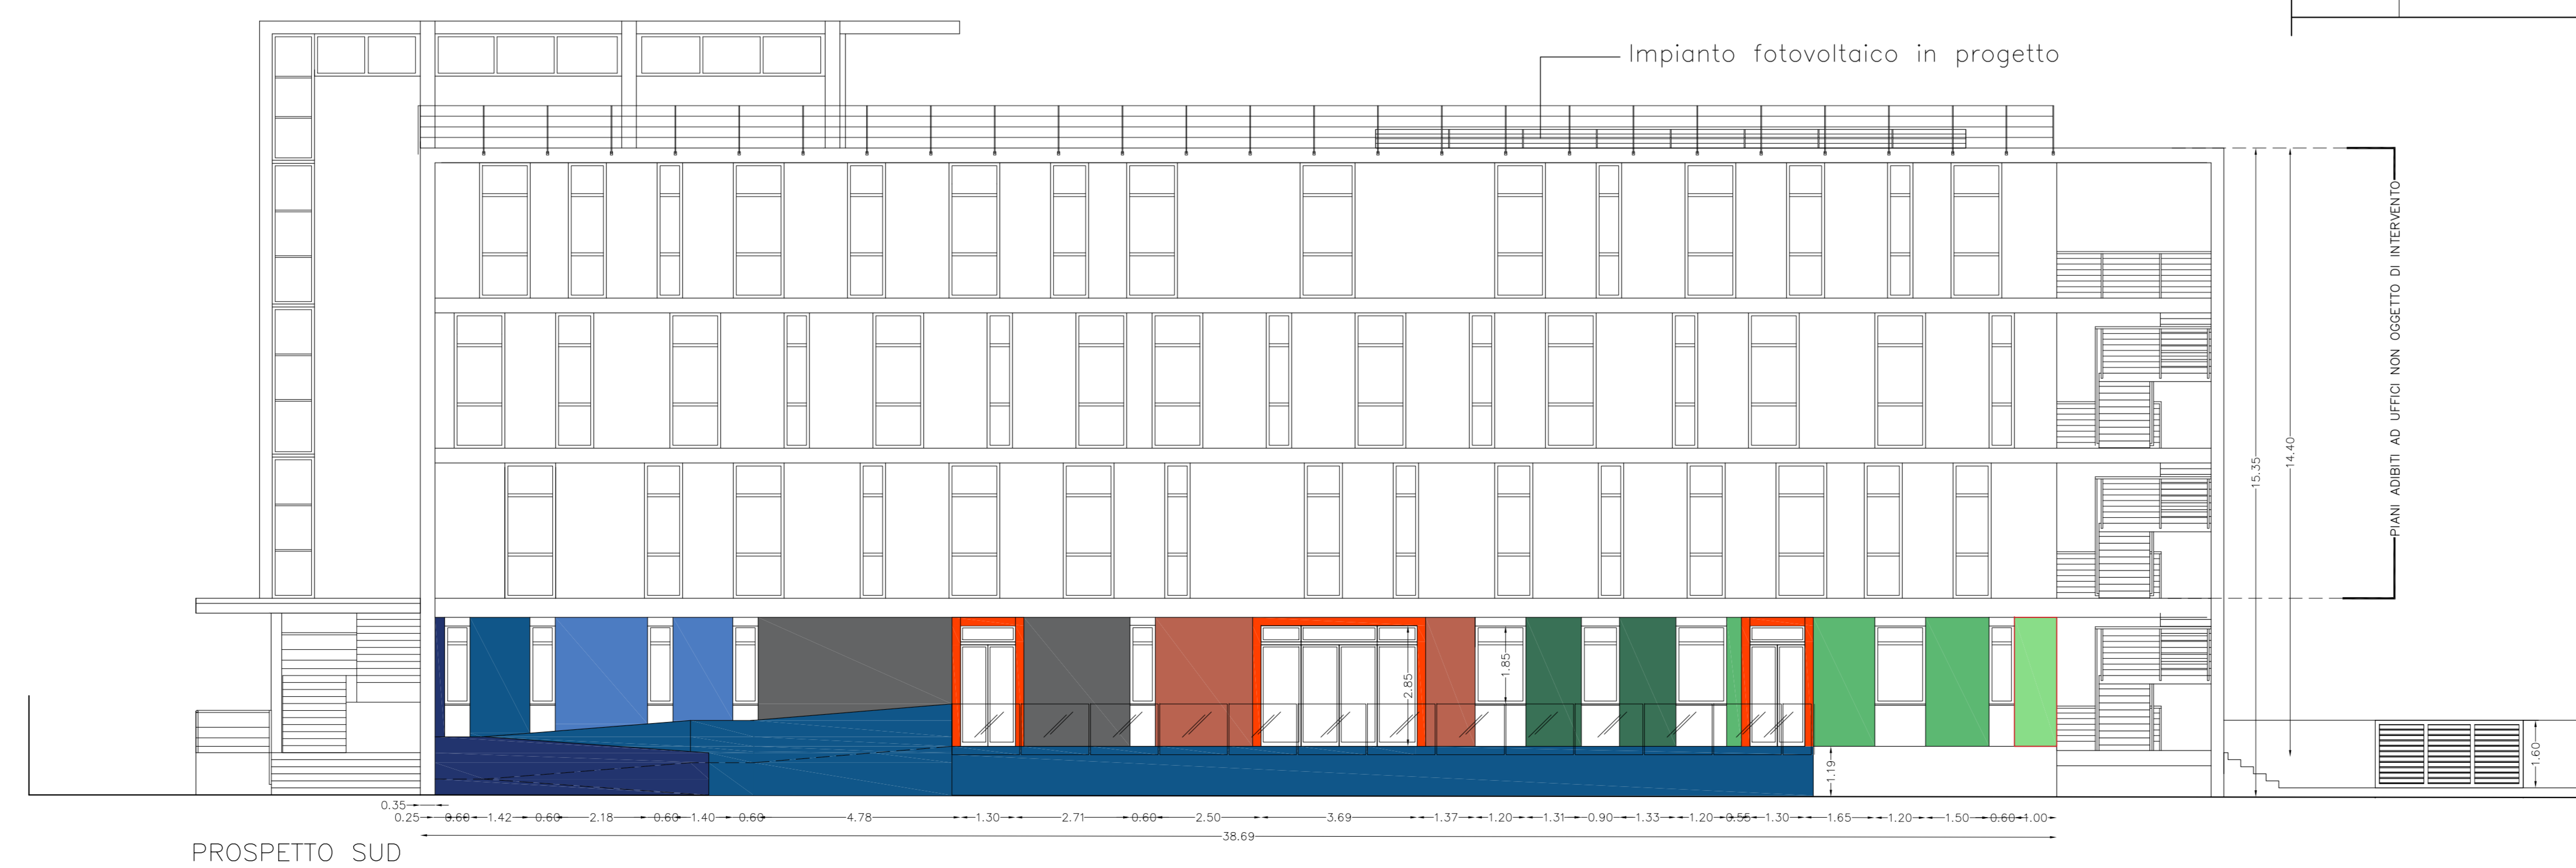 Impianto fotovoltaico in progetto
PIANI ADIBITI AD UFFICI NON OGGETTO DI INTERVENTO
15.35
14.40
2.85
1.85
1.19
1.60
0.35
0.25 0.60 1.42 0.60 2.18 0.60 1.40 0.60 4.78 1.30 2.71 0.60 2.50 3.69 1.37 1.20 1.31 0.90 1.33 1.20 0.55 1.30 1.65 1.20 1.50 0.60 1.00
38.69
PROSPETTO SUD